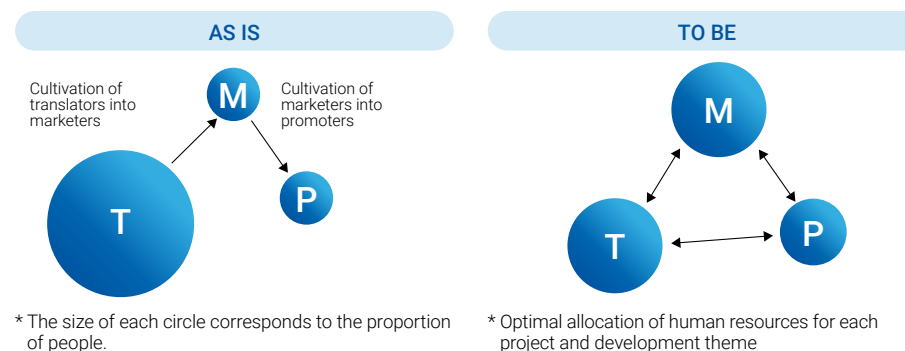 AS IS
Cultivation of
translators into
marketers
M
Cultivation of
marketers into
promoters
T
P
* The size of each circle corresponds to the proportion
of people.
TO BE
M
T
P
* Optimal allocation of human resources for each
project and development theme